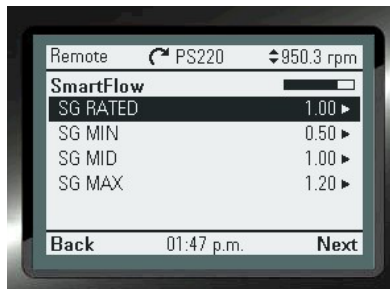 Remote PS220 950.3 rpm
SmartFlow
SG RATED 1.00
SG MIN 0.50
SG MID 1.00
SG MAX 1.20
Back 01:47 p.m. Next